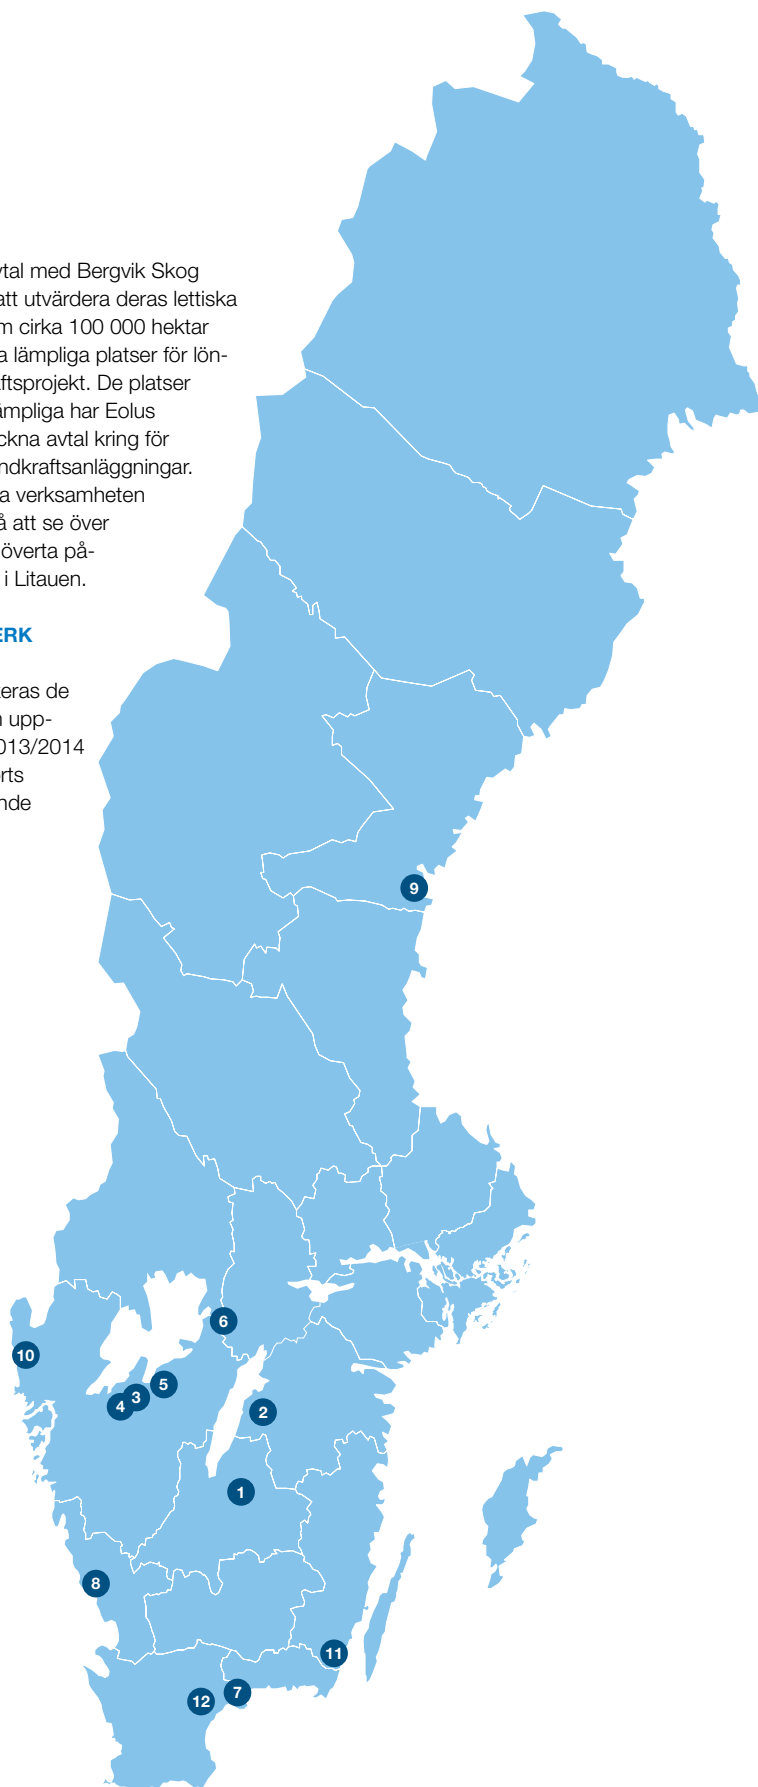 vtal med Bergvik Skog
att utvärdera deras lettiska
m cirka 100 000 hektar
a lämpliga platser för lön-
ftsprojekt. De platser
ämpliga har Eolus
ckna avtal kring för
ndkraftsanläggningar.
a verksamheten
å att se över
överta på-
i Litauen.
ERK
eras de
n upp-
013/2014
rts
nde
9
6
10
5
3
4
2
1
8
11
7
12